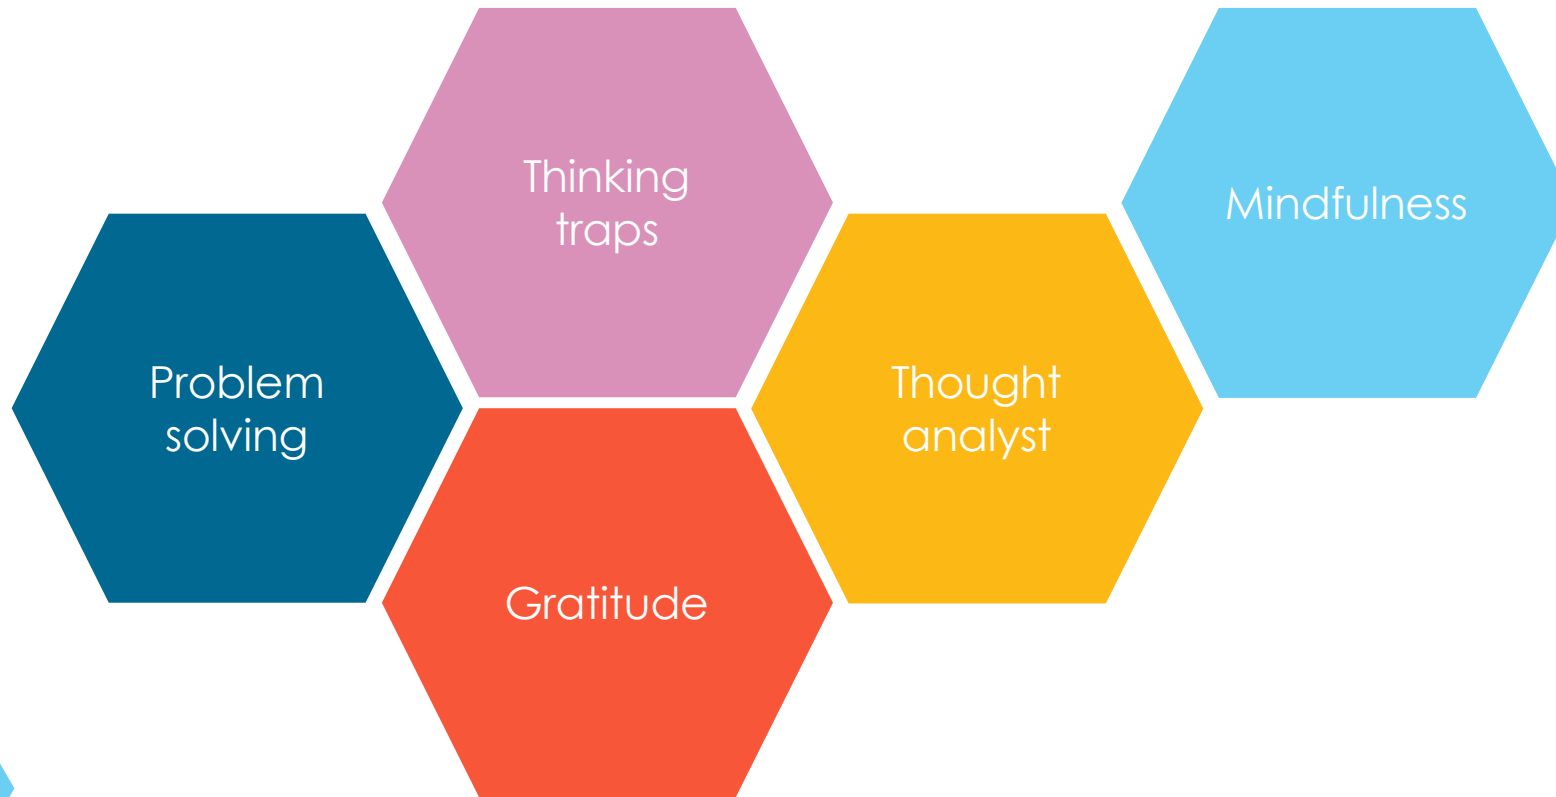 Thinking
traps
Mindfulness
Problem
solving
Thought
analyst
Gratitude